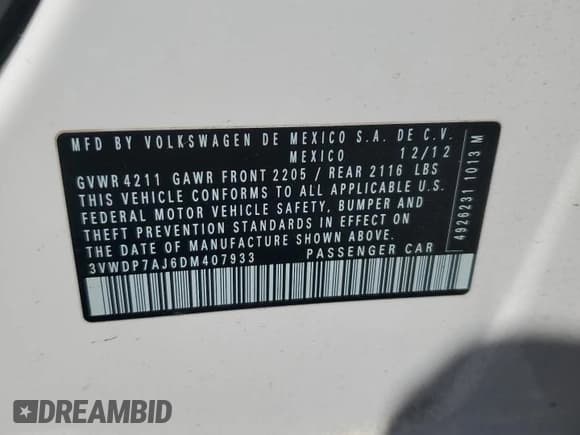 MFD BY VOLKSWAGEN DE MEXICO S.A. DE C.V.
MEXICO 12/12
GVWR 4211 GAWR FRONT 2205 / REAR 2116 LBS
THIS VEHICLE CONFORMS TO ALL APPLICABLE U.S.
FEDERAL MOTOR VEHICLE SAFETY, BUMPER AND
THEFT PREVENTION STANDARDS IN EFFECT ON
THE DATE OF MANUFACTURE SHOWN ABOVE.
3VWDP7AJ6DM407933 PASSENGER CAR
4926231 1013 M
DREAMBID